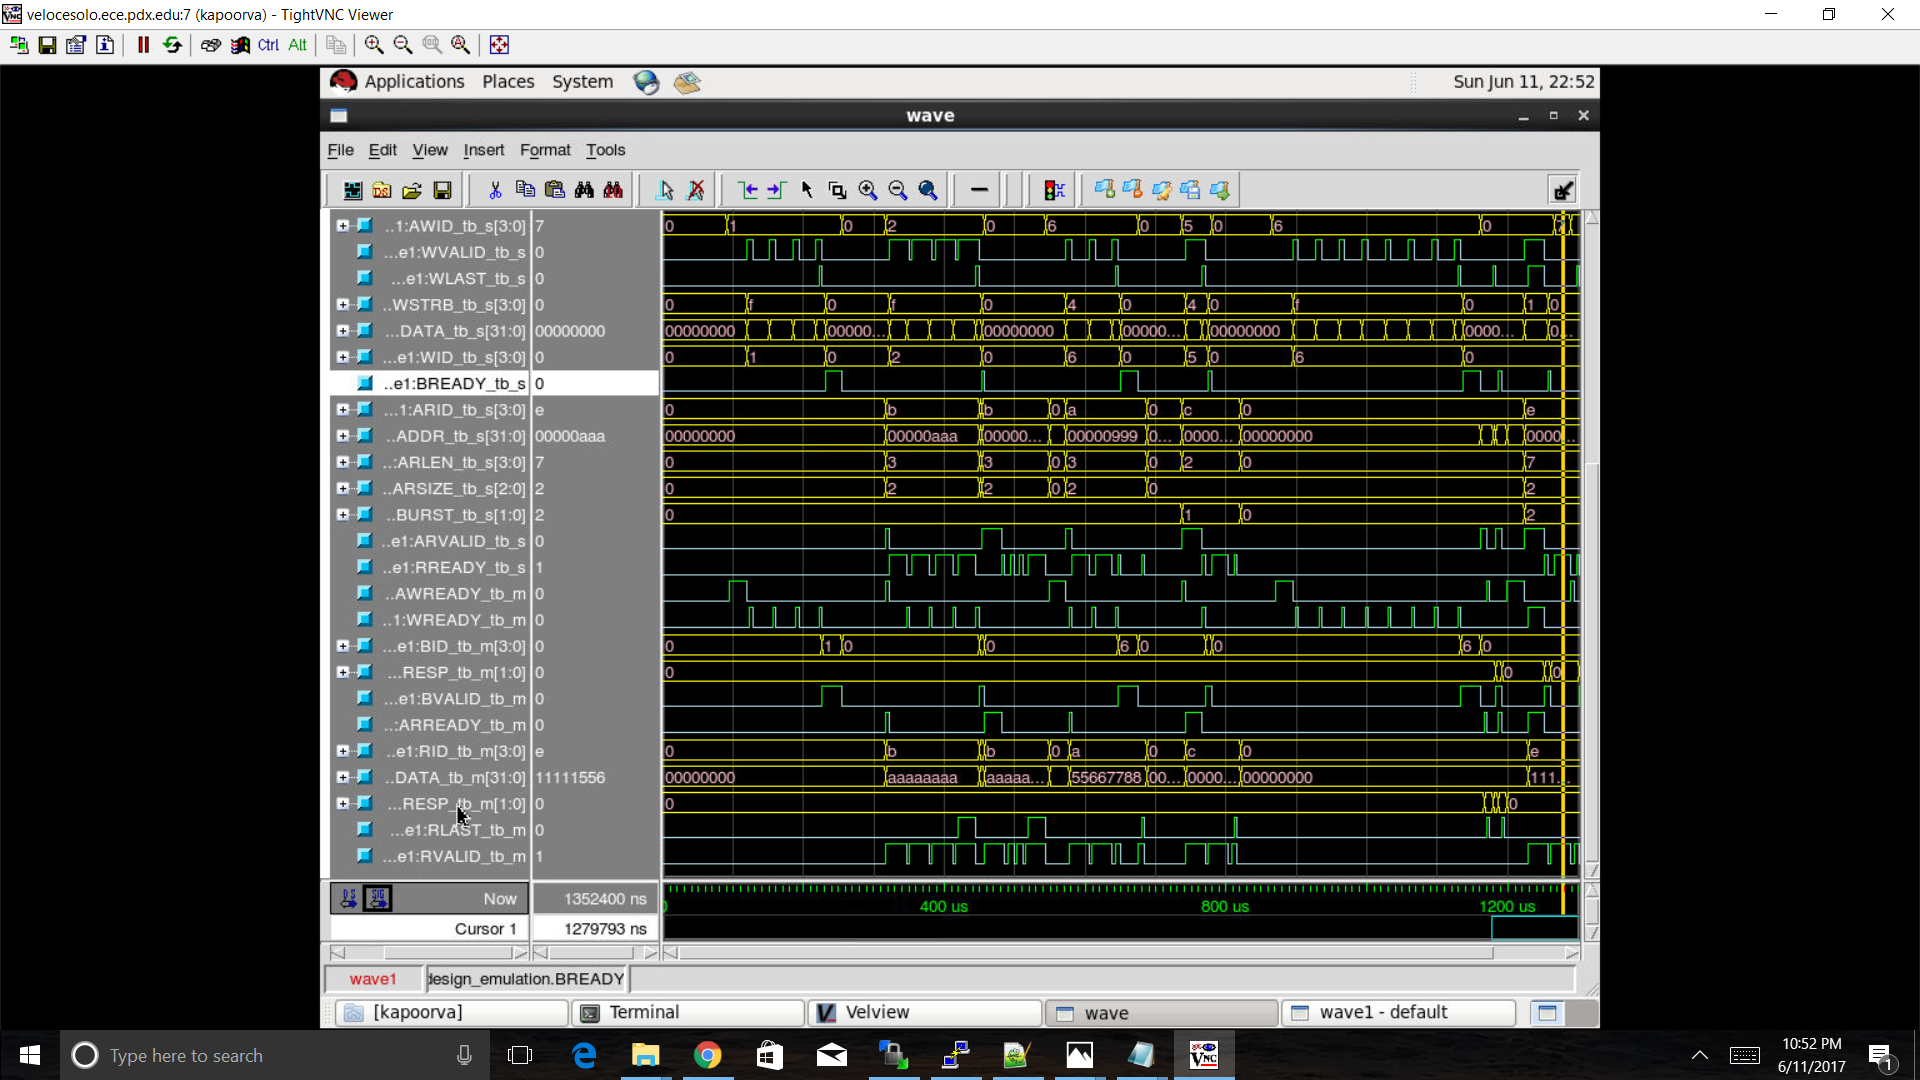 velocesolo.ece.pdx.edu:7 (kapoorva) - TightVNC Viewer
Ctrl Alt
Applications Places System Sun Jun 11, 22:52
wave
File Edit View Insert Format Tools
..1:AWID_tb_s[3:0] 7 0 1 0 2 0 6 0 5 0 6 0 7
...e1:WVALID_tb_s 0
...e1:WLAST_tb_s 0
..WSTRB_tb_s[3:0] 0 0 f 0 f 0 4 0 4 0 f 0 1 0
...DATA_tb_s[31:0] 00000000 00000000 00000... 00000000 00000... 00000000 0000... 0...
...e1:WID_tb_s[3:0] 0 0 1 0 2 0 6 0 5 0 6 0
..e1:BREADY_tb_s 0
...1:ARID_tb_s[3:0] e 0 b b 0 a 0 c 0 e
..ADDR_tb_s[31:0] 00000aaa 00000000 00000aaa 00000... 00000999 0... 0000... 00000000 0000...
..:ARLEN_tb_s[3:0] 7 0 3 3 0 3 0 2 0 7
..ARSIZE_tb_s[2:0] 2 0 2 2 0 2 0 2
..BURST_tb_s[1:0] 2 0 1 0 2
..e1:ARVALID_tb_s 0
..e1:RREADY_tb_s 1
..AWREADY_tb_m 0
..1:WREADY_tb_m 0
..e1:BID_tb_m[3:0] 0 0 1 0 0 6 0 0 6 0
...RESP_tb_m[1:0] 0 0 0 0
...e1:BVALID_tb_m 0
..:ARREADY_tb_m 0
..e1:RID_tb_m[3:0] e 0 b b 0 a 0 c 0 e
..DATA_tb_m[31:0] 11111556 00000000 aaaaaaaa aaaaa... 55667788 00... 0000... 00000000 111...
...RESP_tb_m[1:0] 0 0 0
...e1:RLAST_tb_m 0
...e1:RVALID_tb_m 1
Now 1352400 ns 400 us 800 us 1200 us
Cursor 1 1279793 ns
wave1 design_emulation.BREADY
[kapoorva] Terminal Velview wave wave1 - default
Type here to search
10:52 PM
6/11/2017
1